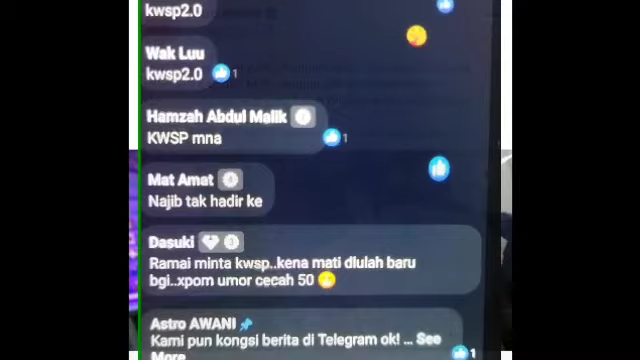 kwsp2.0
Wak Luu
kwsp2.0 1
Hamzah Abdul Malik
KWSP mna 1
Mat Amat
Najib tak hadir ke
Dasuki
Ramai minta kwsp..kena mati dlulah baru
bgi..xpom umor cecah 50
Astro AWANI
Kami pun kongsi berita di Telegram ok! ... See
More 1